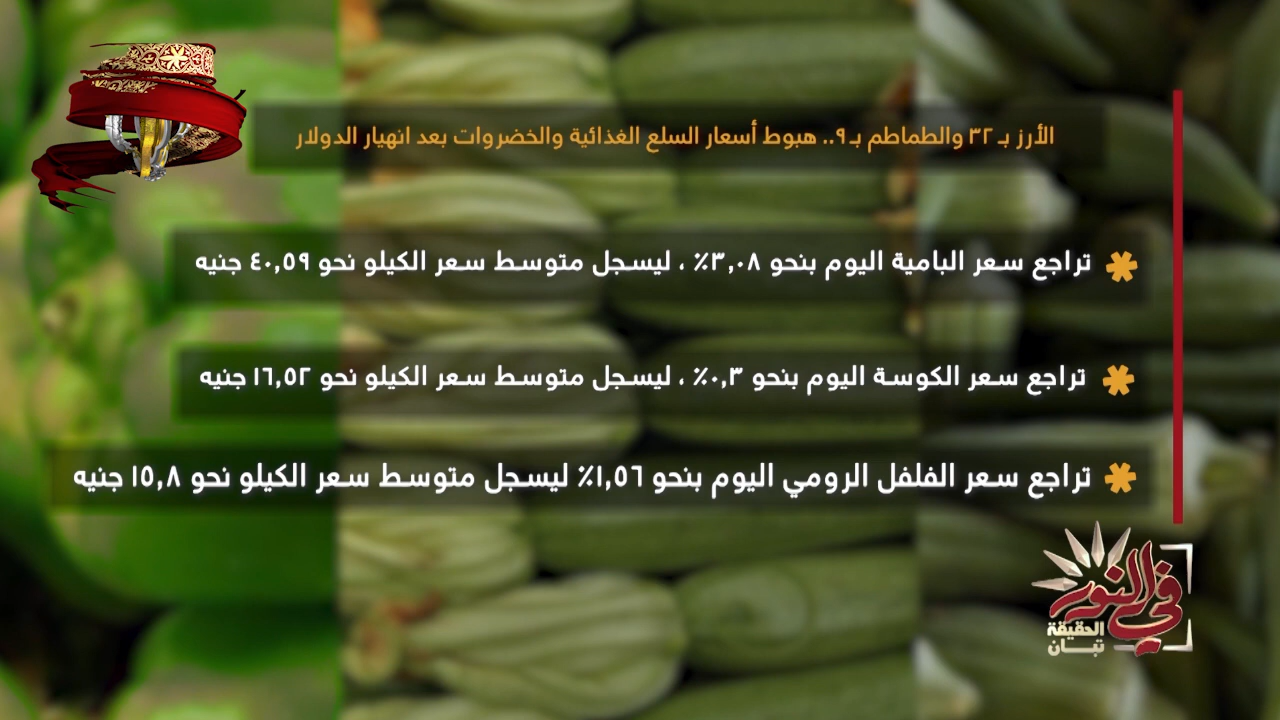 الأرز بـ ٣٢ والطماطم بـ ٩.. هبوط أسعار السلع الغذائية والخضروات بعد انهيار الدولار
تراجع سعر البامية اليوم بنحو ٣,٠٨٪ ، ليسجل متوسط سعر الكيلو نحو ٤٠,٥٩ جنيه
تراجع سعر الكوسة اليوم بنحو ٠,٣٪ ، ليسجل متوسط سعر الكيلو نحو ١٦,٥٢ جنيه
تراجع سعر الفلفل الرومي اليوم بنحو ١,٥٦٪ ليسجل متوسط سعر الكيلو نحو ١٥,٨ جنيه
في النور
الحقيقة
تبان